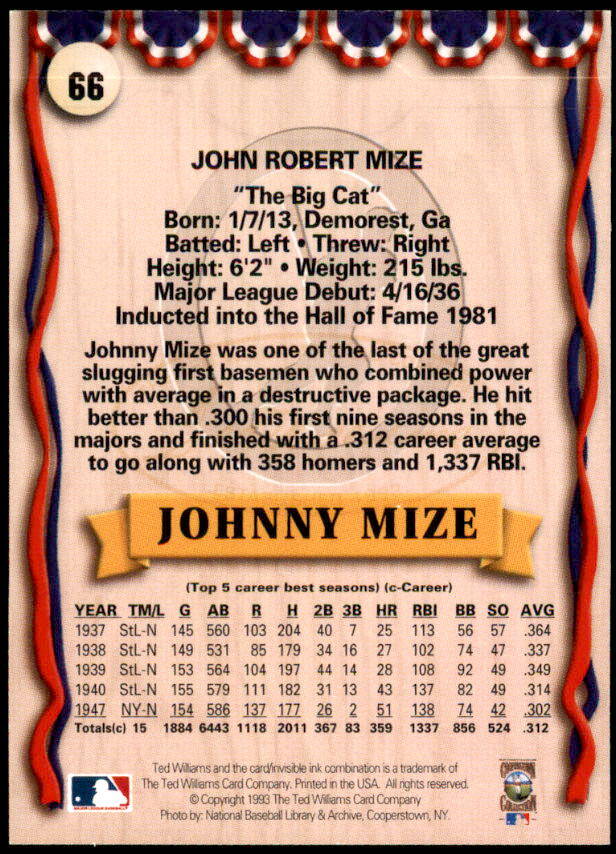 66
JOHN ROBERT MIZE
"The Big Cat"
Born: 1/7/13, Demorest, Ga
Batted: Left • Threw: Right
Height: 6'2" • Weight: 215 lbs.
Major League Debut: 4/16/36
Inducted into the Hall of Fame 1981
Johnny Mize was one of the last of the great
slugging first basemen who combined power
with average in a destructive package. He hit
better than .300 his first nine seasons in the
majors and finished with a .312 career average
to go along with 358 homers and 1,337 RBI.
JOHNNY MIZE
(Top 5 career best seasons) (c-Career)
YEAR TM/L G AB R H 2B 3B HR RBI BB SO AVG
1937 StL-N 145 560 103 204 40 7 25 113 56 57 .364
1938 StL-N 149 531 85 179 34 16 27 102 74 47 .337
1939 StL-N 153 564 104 197 44 14 28 108 92 49 .349
1940 StL-N 155 579 111 182 31 13 43 137 82 49 .314
1947 NY-N 154 586 137 177 26 2 51 138 74 42 .302
Totals(c) 15 1884 6443 1118 2011 367 83 359 1337 856 524 .312
Ted Williams and the card/invisible ink combination is a trademark of
The Ted Williams Card Company. Printed in the USA. All rights reserved.
© Copyright 1993 The Ted Williams Card Company
Photo by: National Baseball Library & Archive, Cooperstown, NY.
COOPERSTOWN
COLLECTION